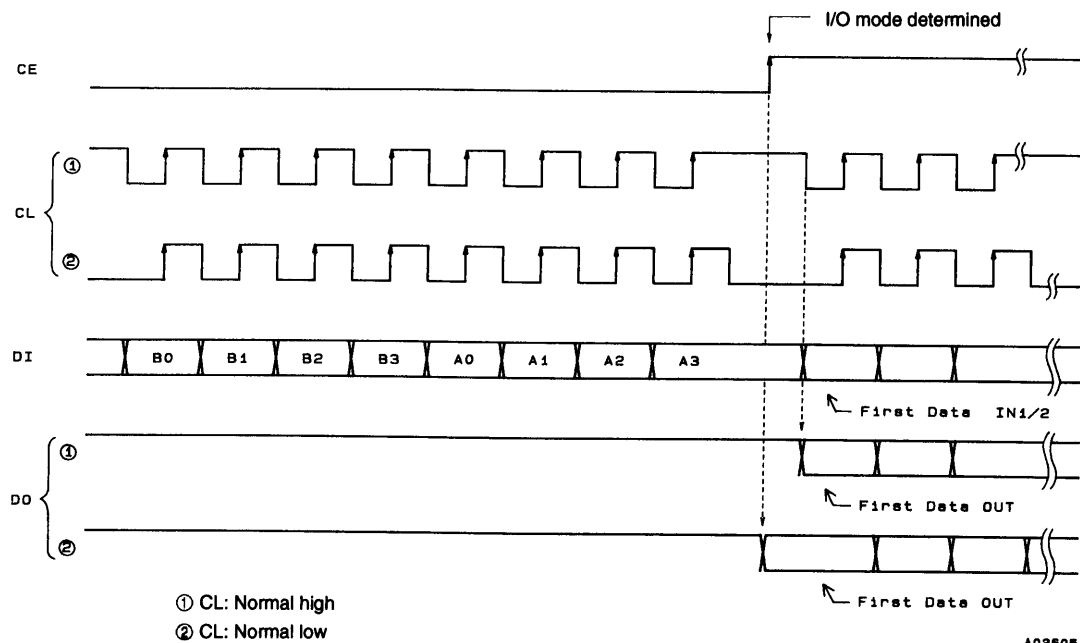 I/O mode determined
CE
CL
①
②
DI
B0 B1 B2 B3 A0 A1 A2 A3
First Data IN1/2
DO
①
First Data OUT
②
First Data OUT
① CL: Normal high
② CL: Normal low